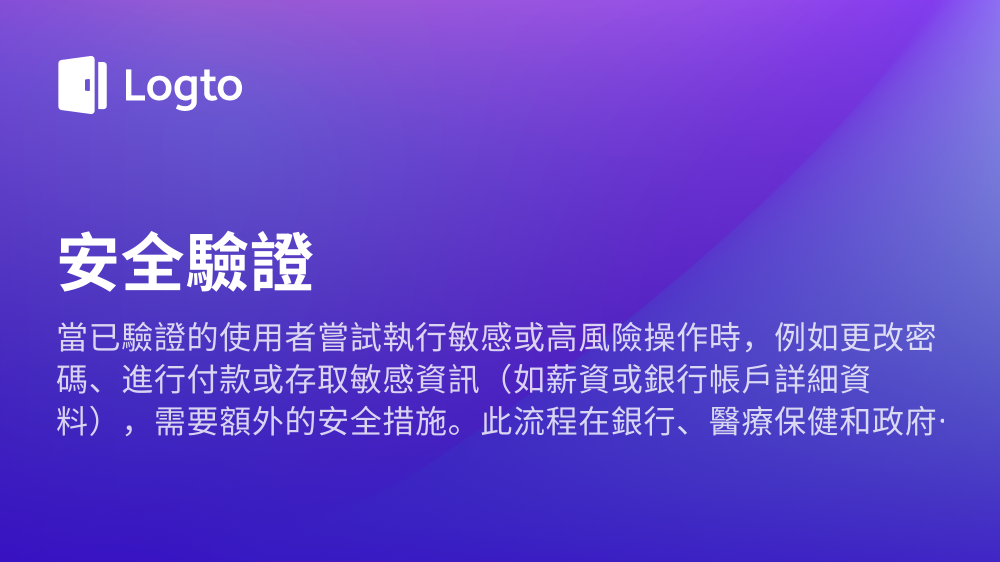 Logto
安全驗證
當已驗證的使用者嘗試執行敏感或高風險操作時，例如更改密
碼、進行付款或存取敏感資訊（如薪資或銀行帳戶詳細資
料），需要額外的安全措施。此流程在銀行、醫療保健和政府·